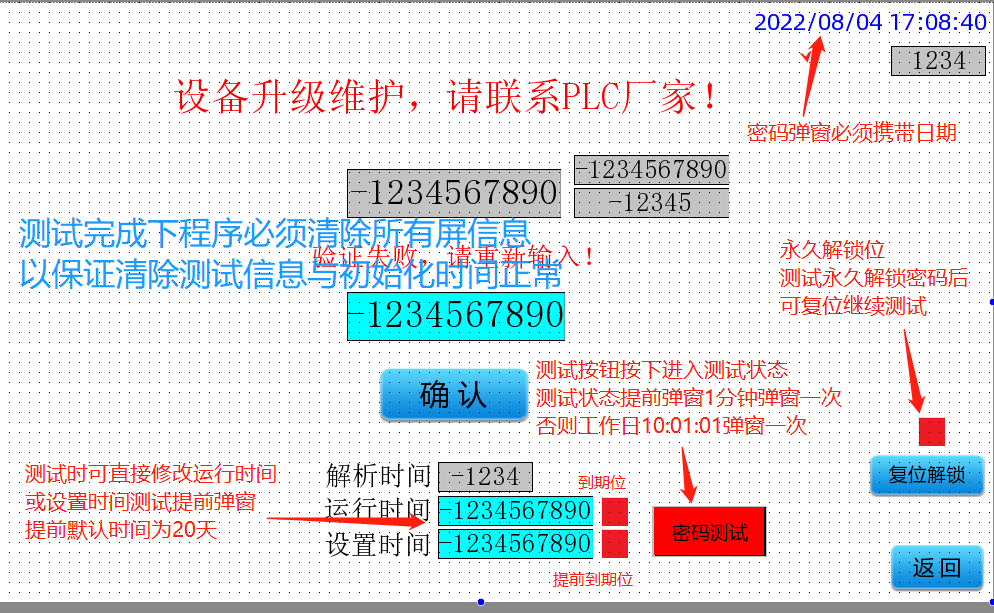 2022/08/04 17:08:40
1234
设备升级维护，请联系PLC厂家！
密码弹窗必须携带日期
-1234567890
-1234567890
-12345
测试完成下程序必须清除所有屏信息
验证失败，请重新输入！
以保证清除测试信息与初始化时间正常
永久解锁位
测试永久解锁密码后
可复位继续测试
-1234567890
确认
测试按钮按下进入测试状态
测试状态提前弹窗1分钟弹窗一次
否则工作日10:01:01弹窗一次
复位解锁
测试时可直接修改运行时间
或设置时间测试提前弹窗
提前默认时间为20天
解析时间 -1234
到期位
运行时间 -1234567890
设置时间 -1234567890
提前到期位
密码测试
返回